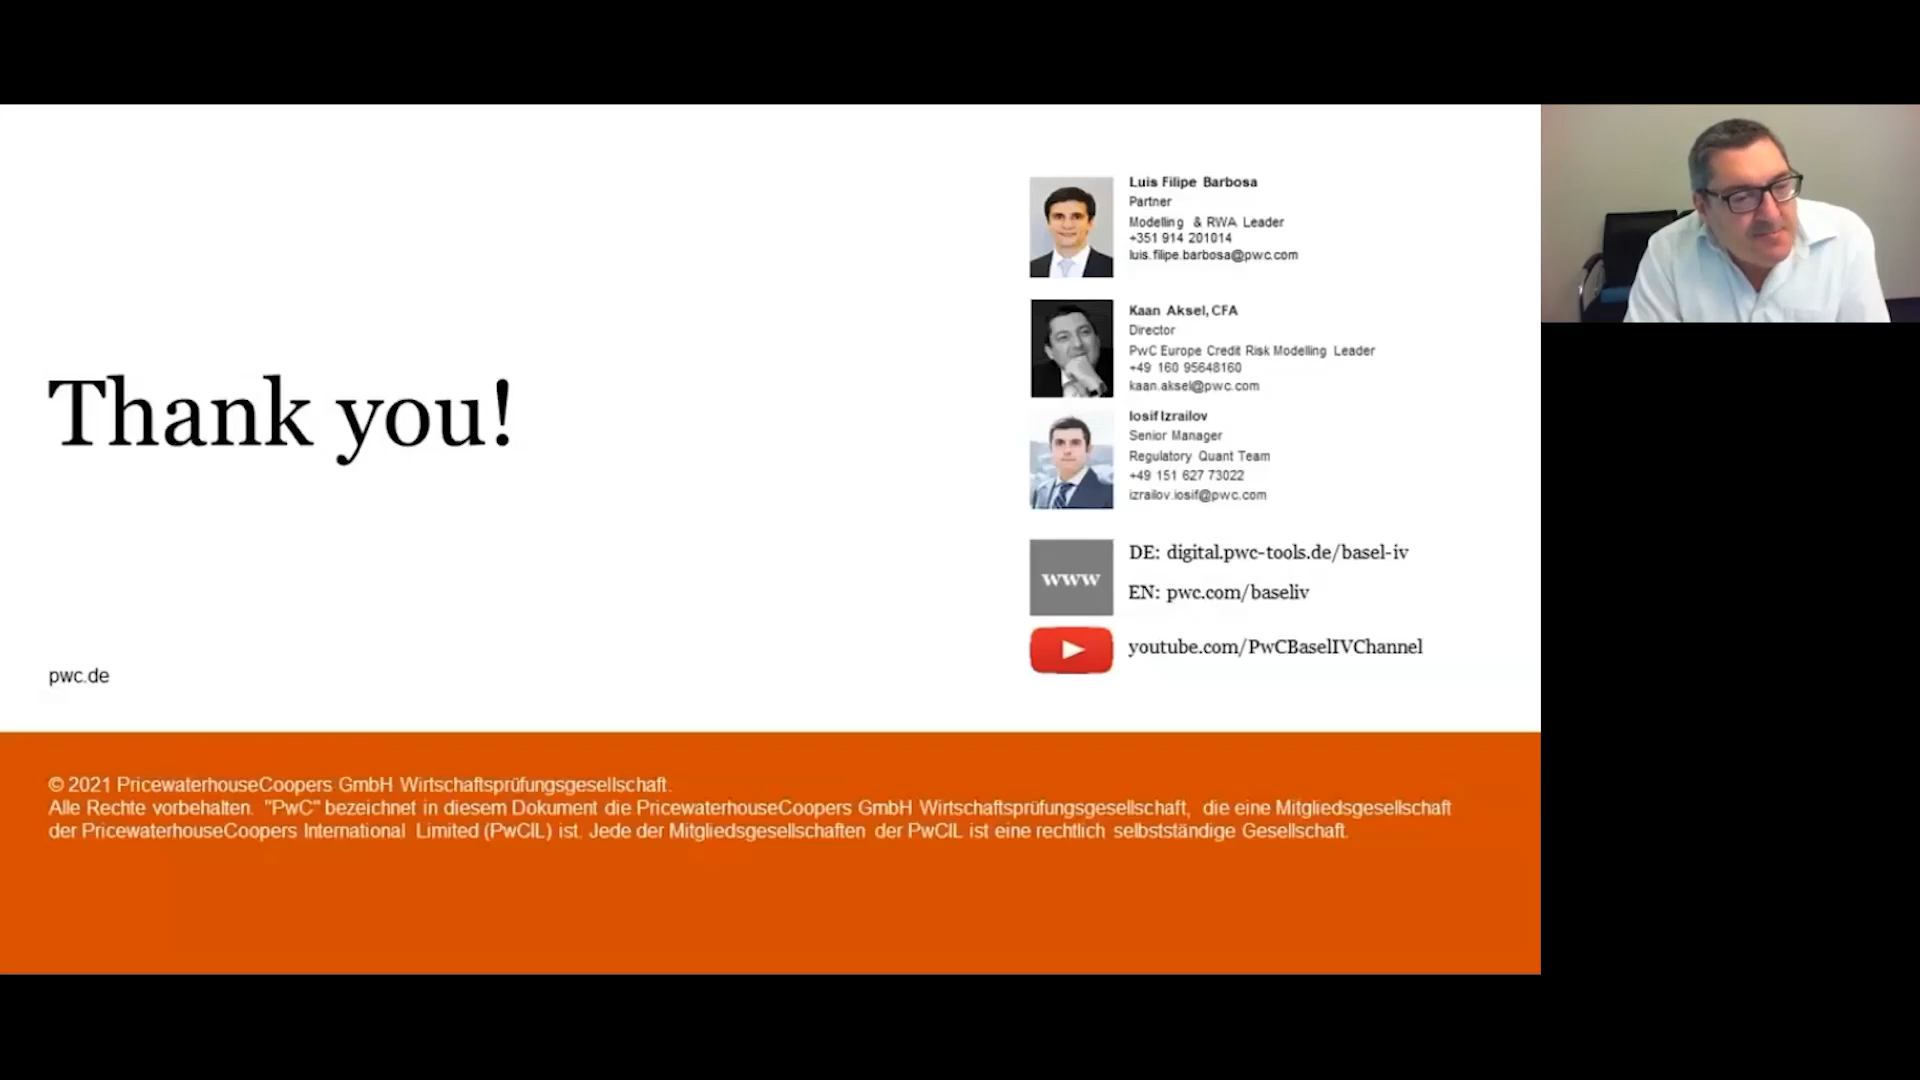 Thank you!
pwc.de
Luis Filipe Barbosa
Partner
Modelling & RWA Leader
+351 914 201014
luis.filipe.barbosa@pwc.com
Kaan Aksel, CFA
Director
PwC Europe Credit Risk Modelling Leader
+49 160 95648160
kaan.aksel@pwc.com
Iosif Izrailov
Senior Manager
Regulatory Quant Team
+49 151 627 73022
izrailov.iosif@pwc.com
www
DE: digital.pwc-tools.de/basel-iv
EN: pwc.com/baseliv
youtube.com/PwCBaselIVChannel
© 2021 PricewaterhouseCoopers GmbH Wirtschaftsprüfungsgesellschaft.
Alle Rechte vorbehalten. "PwC" bezeichnet in diesem Dokument die PricewaterhouseCoopers GmbH Wirtschaftsprüfungsgesellschaft, die eine Mitgliedsgesellschaft
der PricewaterhouseCoopers International Limited (PwCIL) ist. Jede der Mitgliedsgesellschaften der PwCIL ist eine rechtlich selbstständige Gesellschaft.